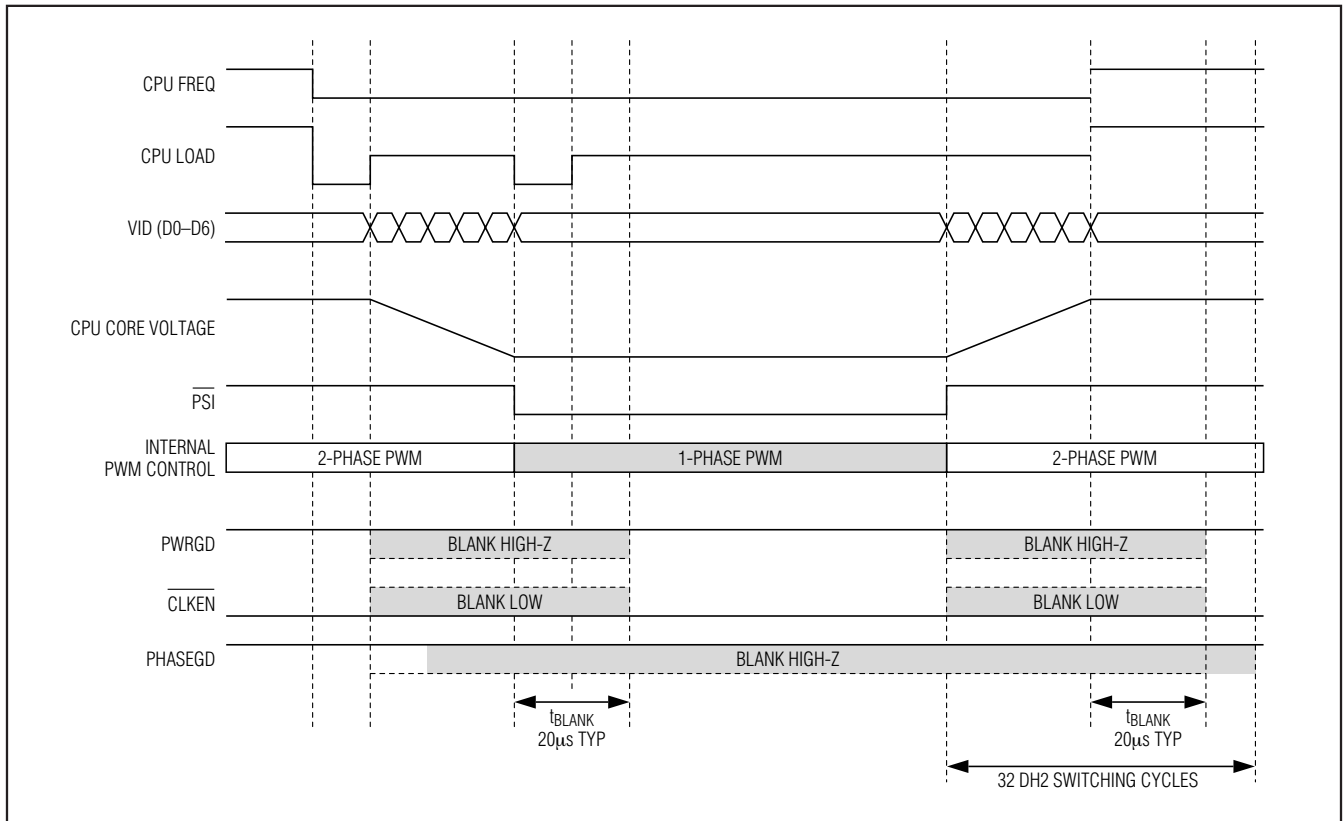 CPU FREQ
CPU LOAD
VID (D0–D6)
CPU CORE VOLTAGE
PSI
INTERNAL
PWM CONTROL
2-PHASE PWM
1-PHASE PWM
2-PHASE PWM
PWRGD
BLANK HIGH-Z
BLANK HIGH-Z
CLKEN
BLANK LOW
BLANK LOW
PHASEGD
BLANK HIGH-Z
tBLANK
20µs TYP
tBLANK
20µs TYP
32 DH2 SWITCHING CYCLES